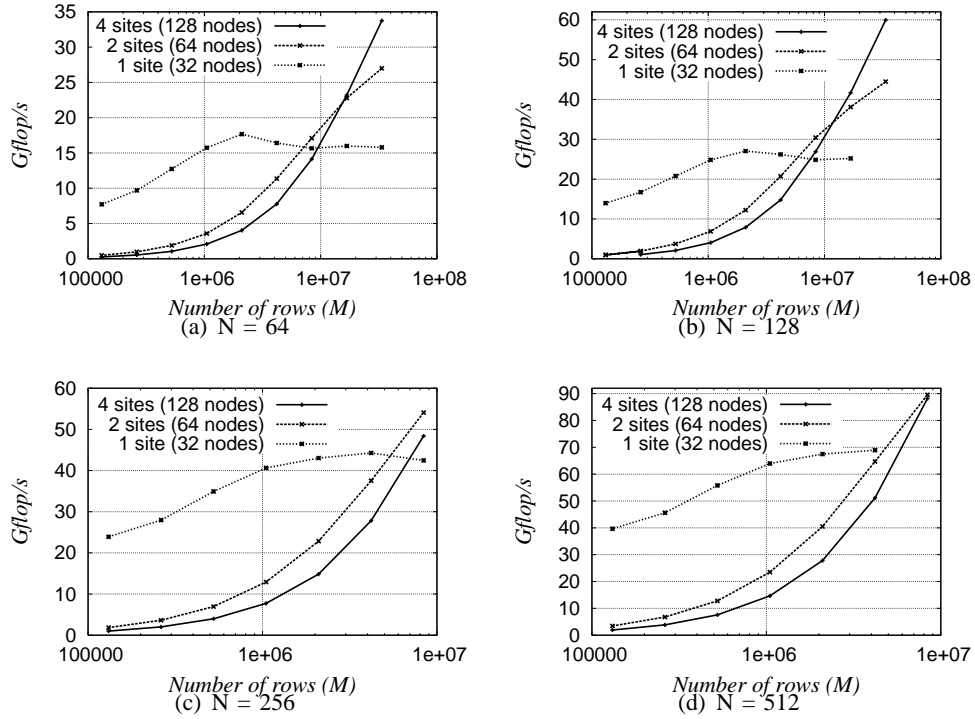 35
30
25
20
15
10
5
0
Gflop/s
4 sites (128 nodes)
2 sites (64 nodes)
1 site (32 nodes)
100000 1e+06 1e+07 1e+08
Number of rows (M)
(a) N = 64
60
50
40
30
20
10
0
Gflop/s
4 sites (128 nodes)
2 sites (64 nodes)
1 site (32 nodes)
100000 1e+06 1e+07 1e+08
Number of rows (M)
(b) N = 128
60
50
40
30
20
10
0
Gflop/s
4 sites (128 nodes)
2 sites (64 nodes)
1 site (32 nodes)
100000 1e+06 1e+07
Number of rows (M)
(c) N = 256
90
80
70
60
50
40
30
20
10
0
Gflop/s
4 sites (128 nodes)
2 sites (64 nodes)
1 site (32 nodes)
100000 1e+06 1e+07
Number of rows (M)
(d) N = 512